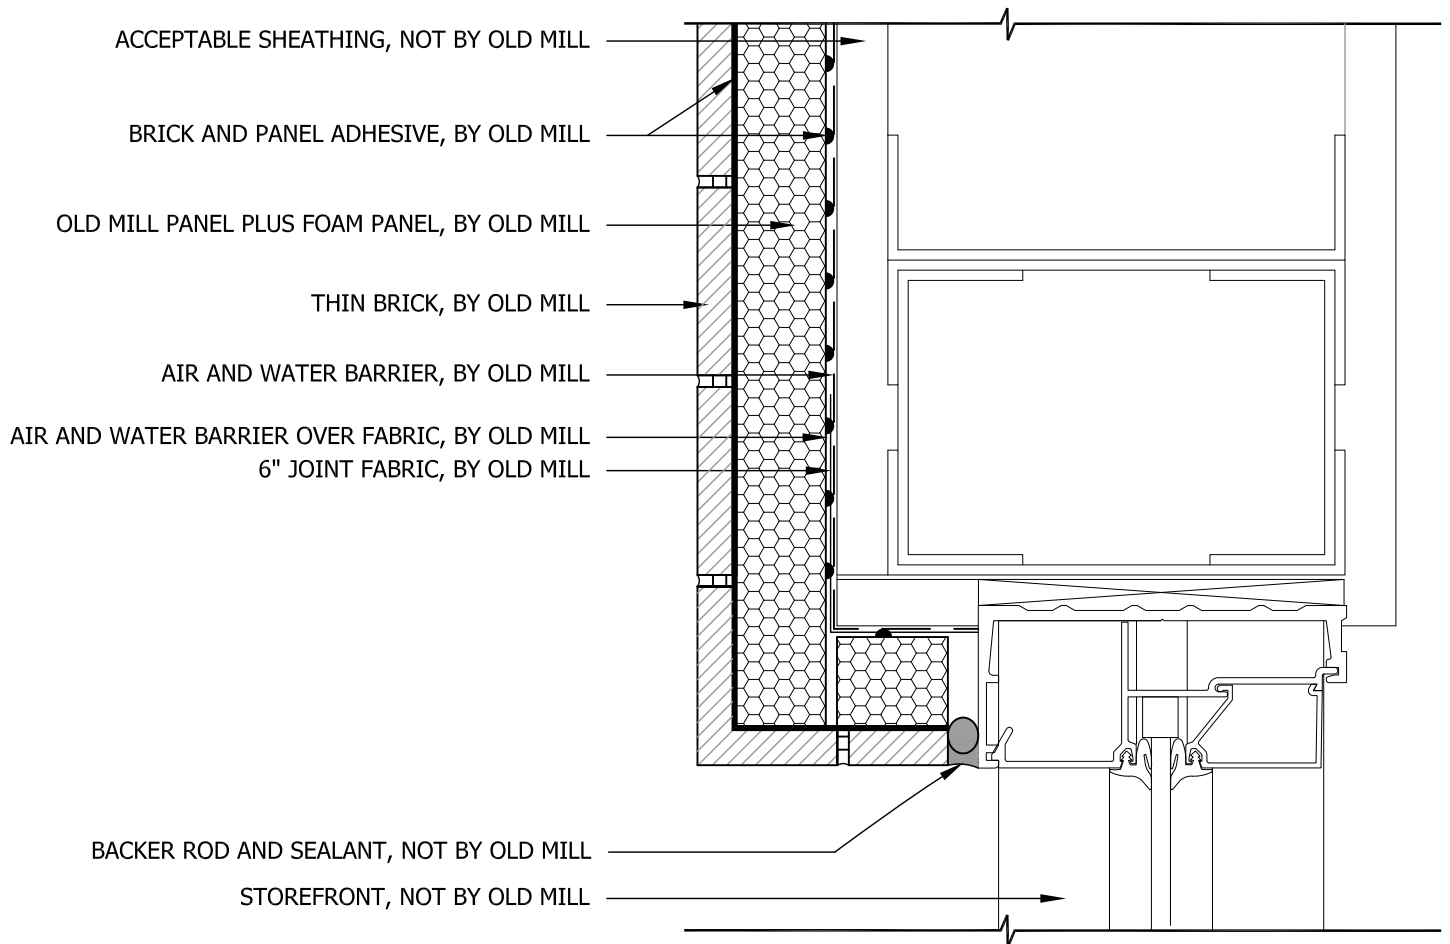 ACCEPTABLE SHEATHING, NOT BY OLD MILL
BRICK AND PANEL ADHESIVE, BY OLD MILL
OLD MILL PANEL PLUS FOAM PANEL, BY OLD MILL
THIN BRICK, BY OLD MILL
AIR AND WATER BARRIER, BY OLD MILL
AIR AND WATER BARRIER OVER FABRIC, BY OLD MILL
6" JOINT FABRIC, BY OLD MILL
BACKER ROD AND SEALANT, NOT BY OLD MILL
STOREFRONT, NOT BY OLD MILL